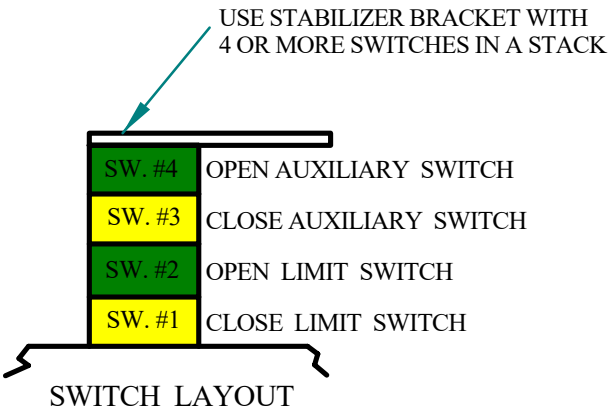 USE STABILIZER BRACKET WITH
4 OR MORE SWITCHES IN A STACK
SW. #4 OPEN AUXILIARY SWITCH
SW. #3 CLOSE AUXILIARY SWITCH
SW. #2 OPEN LIMIT SWITCH
SW. #1 CLOSE LIMIT SWITCH
SWITCH LAYOUT